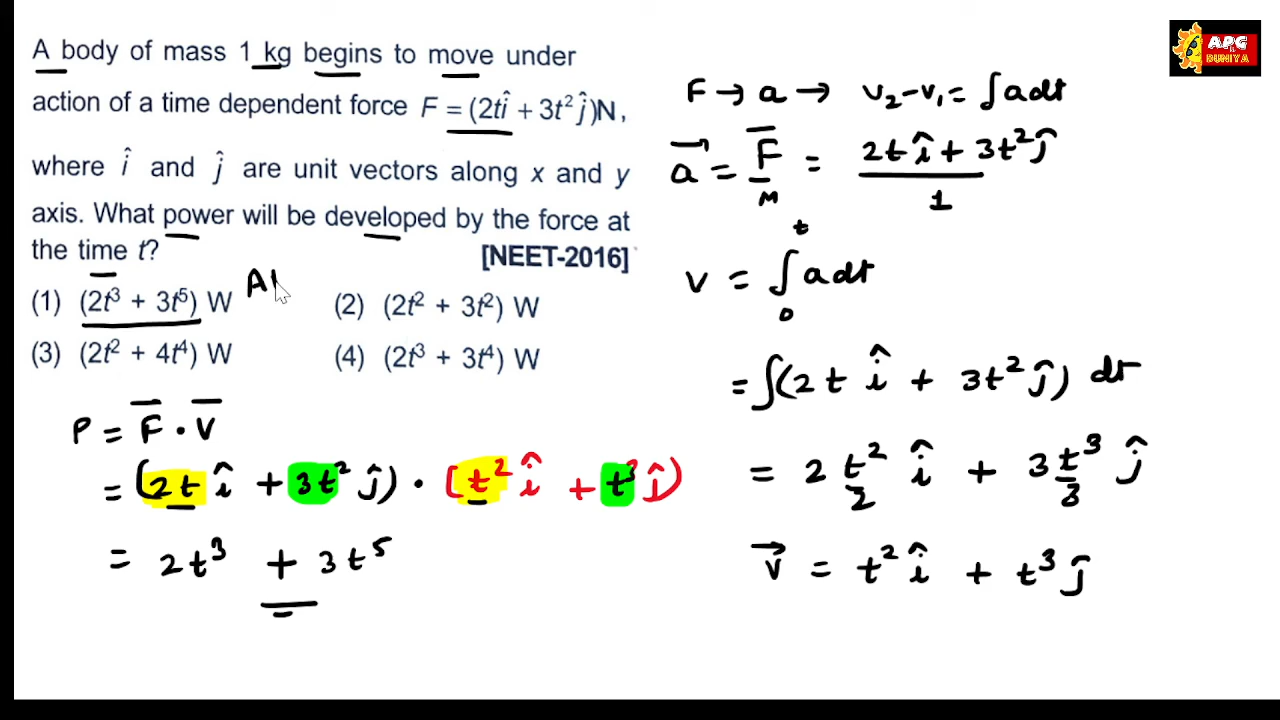 A body of mass 1 kg begins to move under
action of a time dependent force F = (2tî + 3t² ĵ)N,
where î and ĵ are unit vectors along x and y
axis. What power will be developed by the force at
the time t? [NEET-2016]
(1) (2t³ + 3t⁵) W (2) (2t² + 3t²) W
(3) (2t² + 4t⁴) W (4) (2t³ + 3t⁴) W
P = F̅ · V̅
= (2t î + 3t² ĵ) · (t² î + t³ ĵ)
= 2t³ + 3t⁵
APG
DUNIYA
F → a → v₂ - v₁ = ∫ a dt
a⃗ = F̅/M = (2t î + 3t² ĵ)/1
v = ∫₀ᵗ a dt
= ∫(2t î + 3t² ĵ) dt
= 2 t²/2 î + 3 t³/3 ĵ
v⃗ = t² î + t³ ĵ